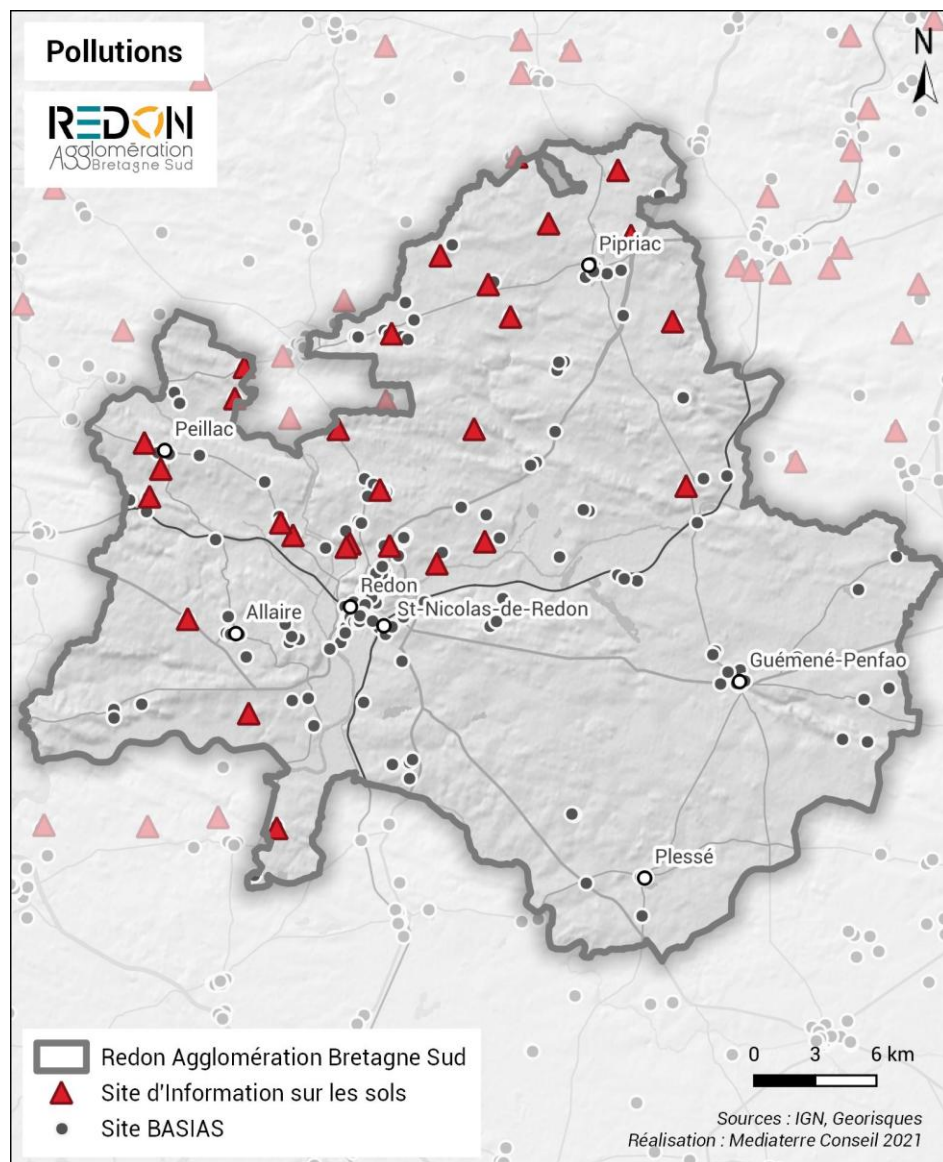 Pollutions
REDON
Agglomération
Bretagne Sud
N
Pipriac
Peillac
Redon
St-Nicolas-de-Redon
Allaire
Guémené-Penfao
Plessé
Redon Agglomération Bretagne Sud
Site d'Information sur les sols
Site BASIAS
0 3 6 km
Sources : IGN, Georisques
Réalisation : Mediaterre Conseil 2021